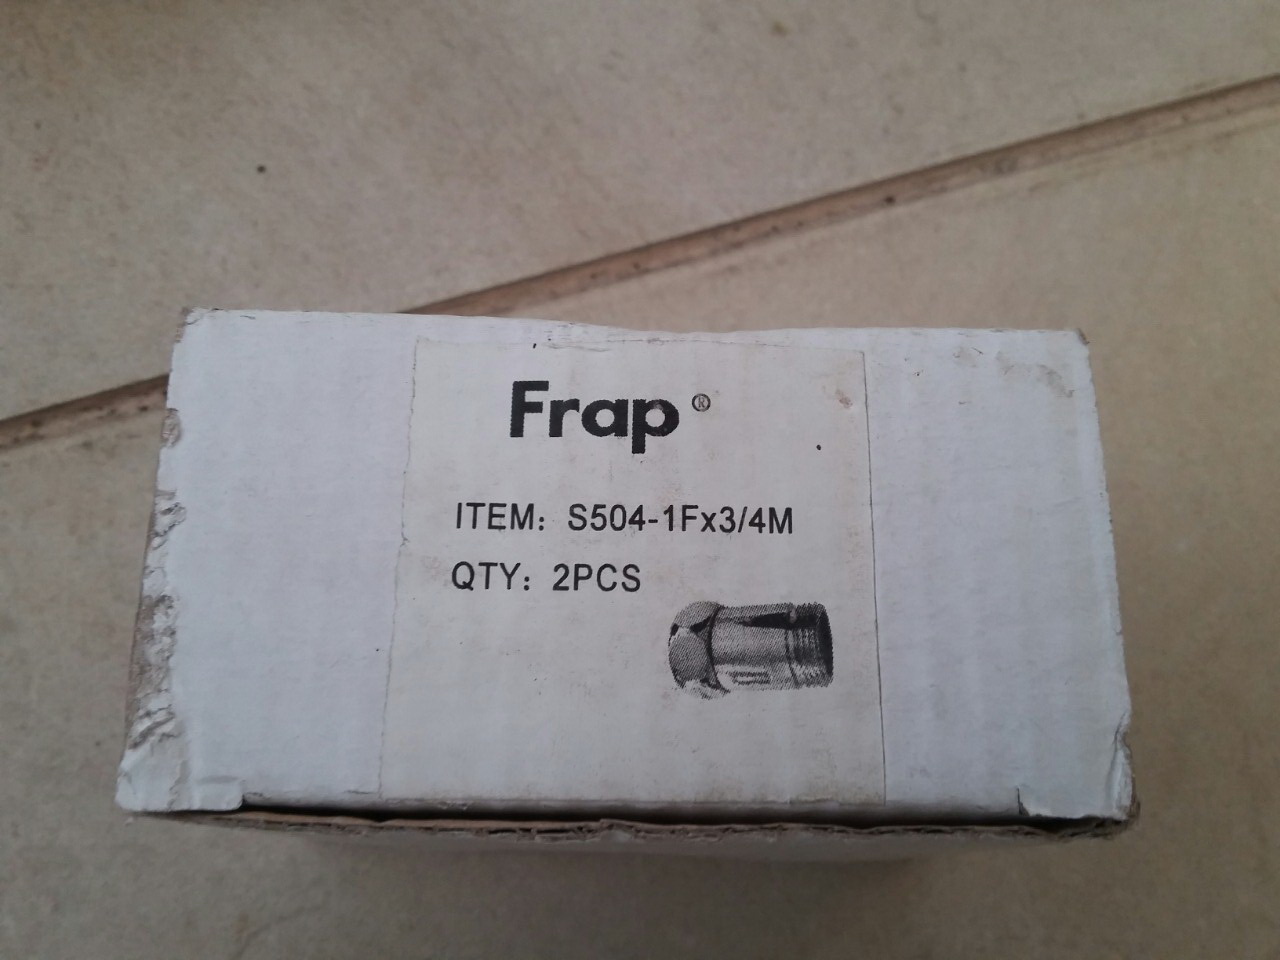 Frap®
ITEM: S504-1Fx3/4M
QTY: 2PCS